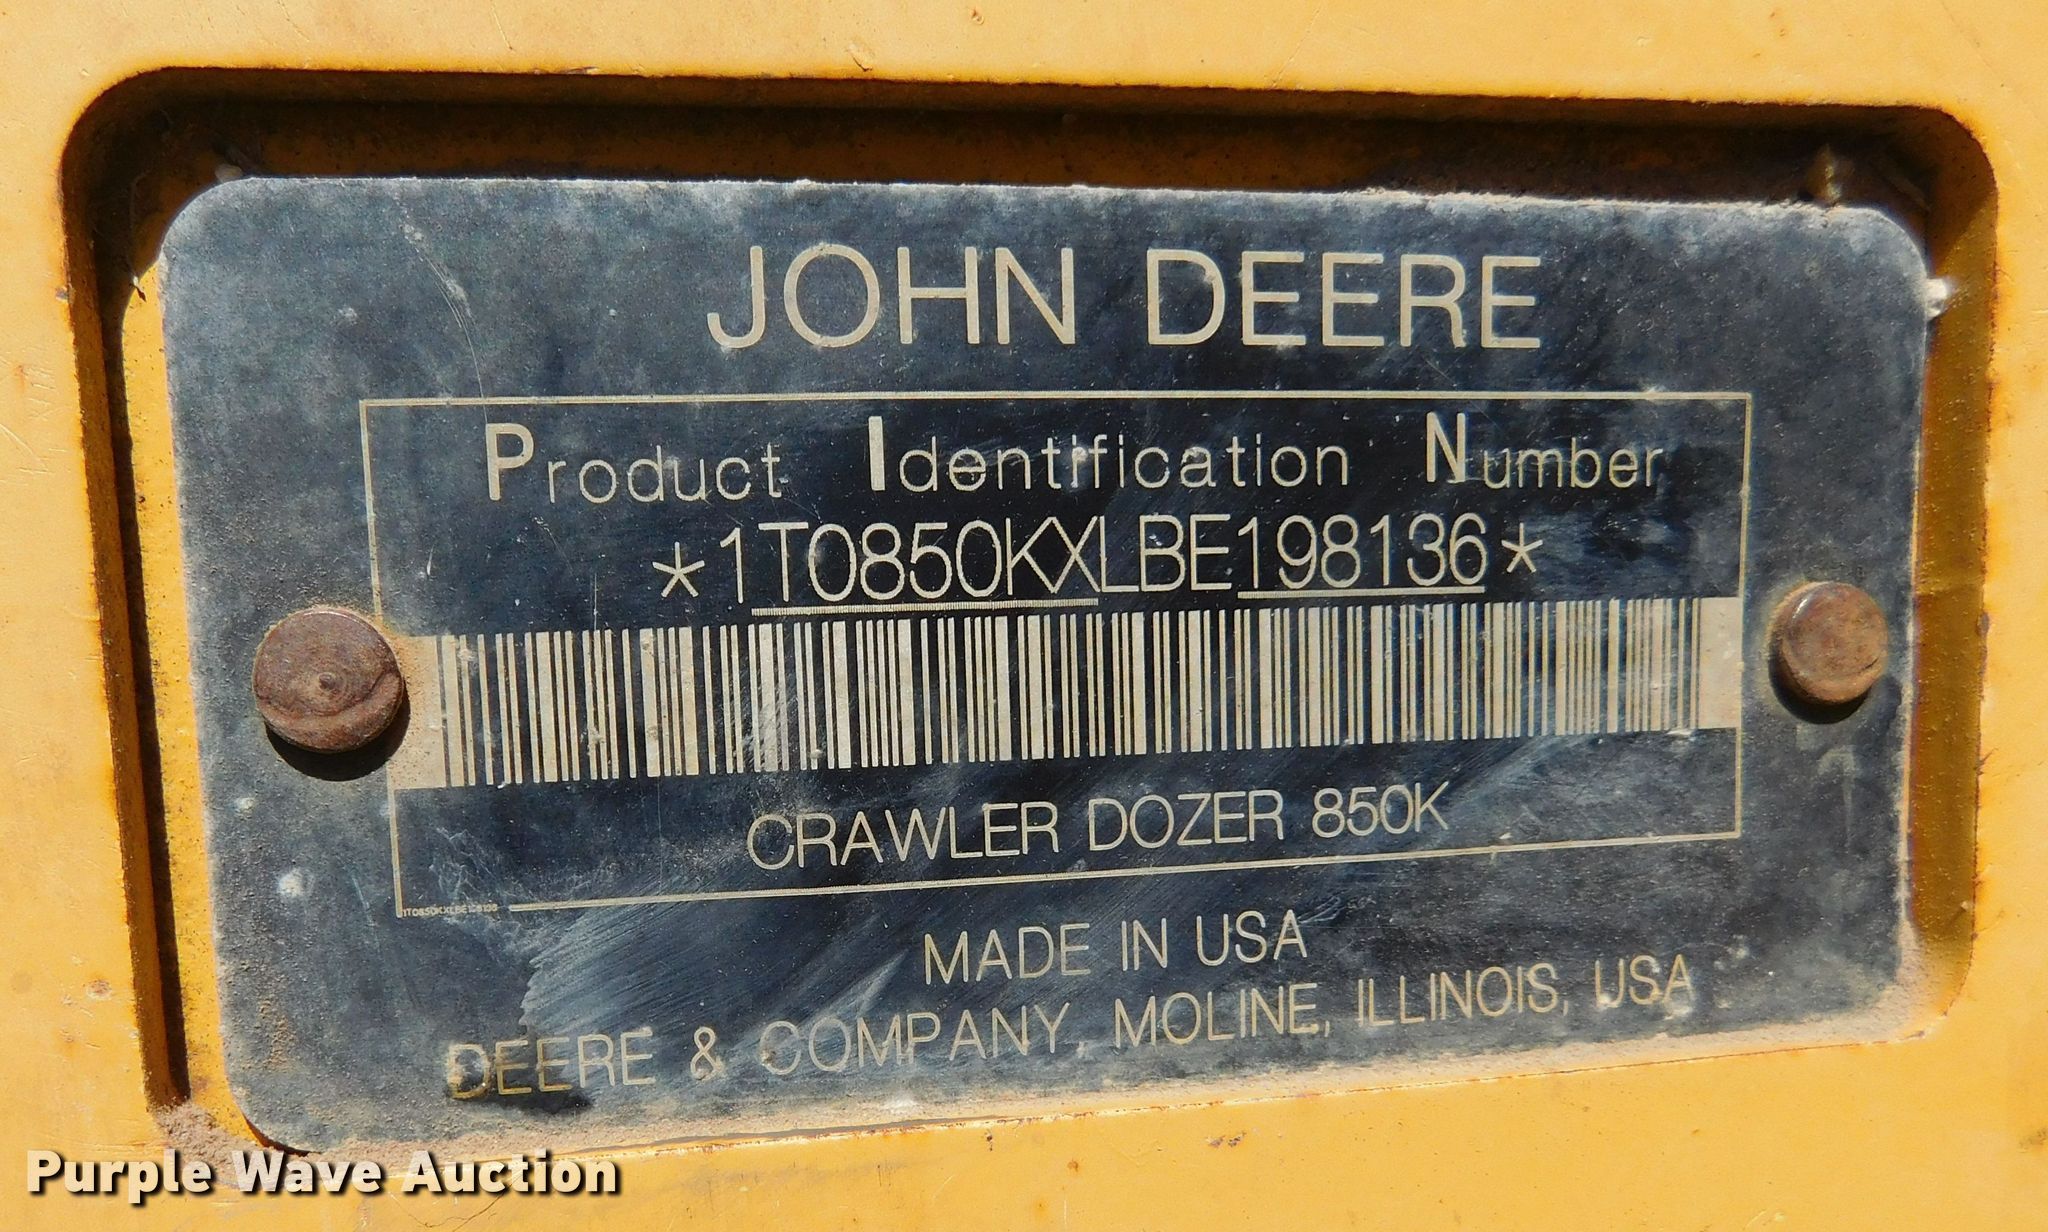 JOHN DEERE
Product Identification Number
*1T0850KXLBE198136*
CRAWLER DOZER 850K
1T0850KXLBE198136
MADE IN USA
DEERE & COMPANY, MOLINE, ILLINOIS, USA
Purple Wave Auction